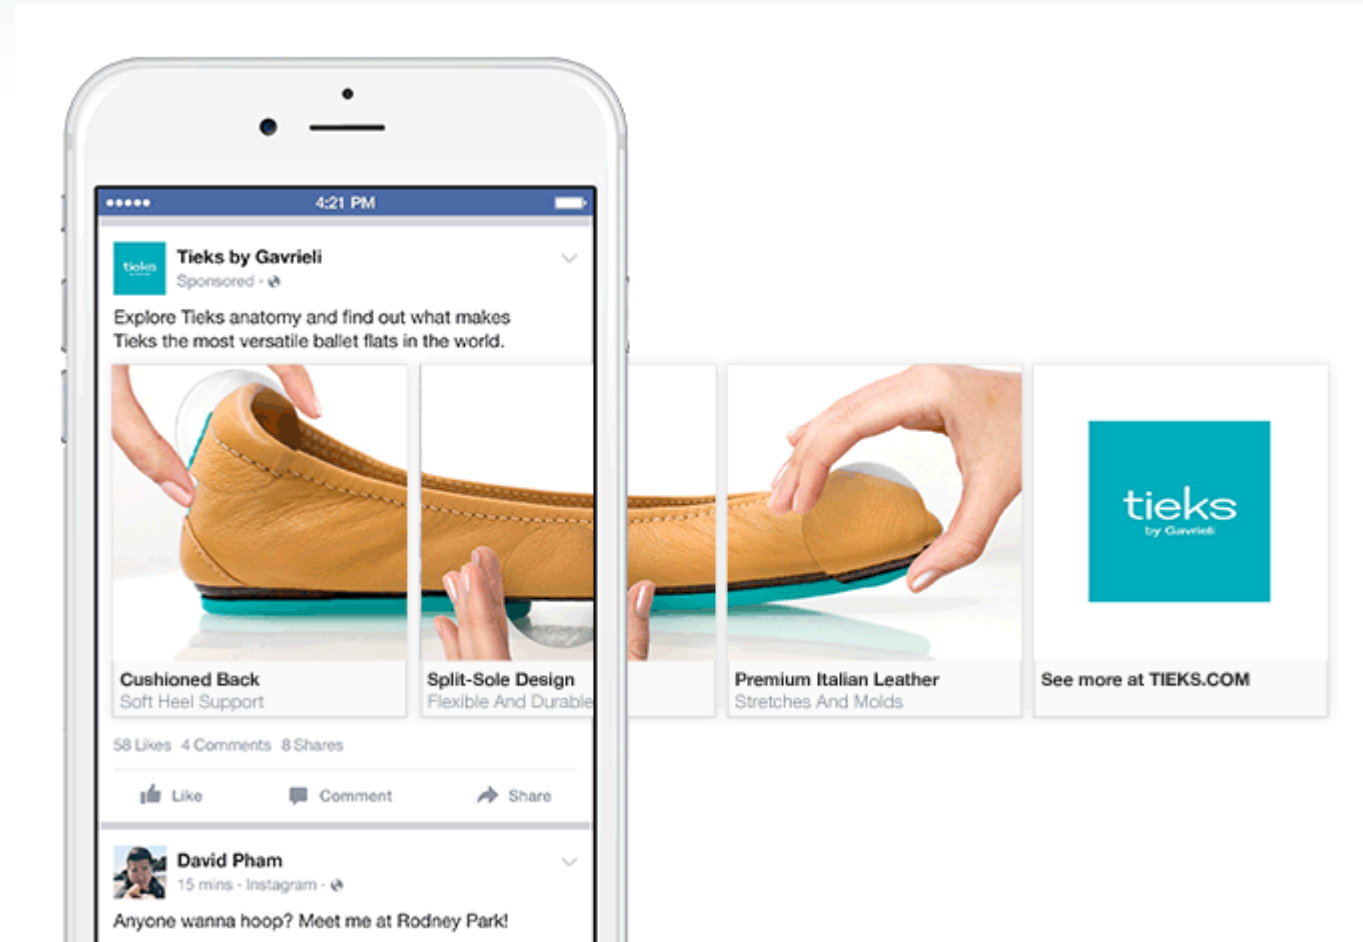 4:21 PM
tieks
Tieks by Gavrieli
Sponsored
Explore Tieks anatomy and find out what makes
Tieks the most versatile ballet flats in the world.
tieks
by Gavrieli
Cushioned Back
Soft Heel Support
Split-Sole Design
Flexible And Durable
Premium Italian Leather
Stretches And Molds
See more at TIEKS.COM
58 Likes 4 Comments 8 Shares
Like Comment Share
David Pham
15 mins - Instagram -
Anyone wanna hoop? Meet me at Rodney Park!